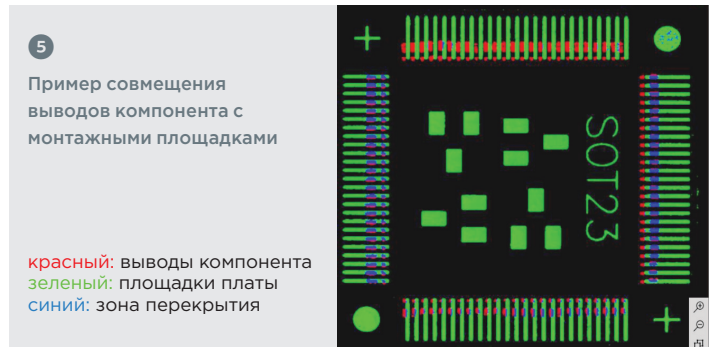 5
Пример совмещения
выводов компонента с
монтажными площадками
красный: выводы компонента
зеленый: площадки платы
синий: зона перекрытия
SOT23